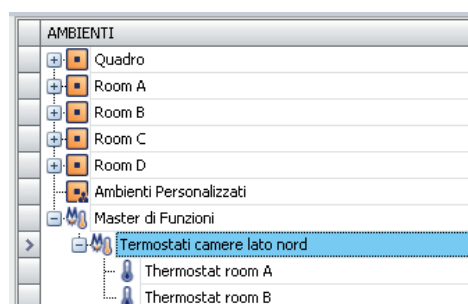 AMBIENTI
Quadro
Room A
Room B
Room C
Room D
Ambienti Personalizzati
Master di Funzioni
Termostati camere lato nord
Thermostat room A
Thermostat room B